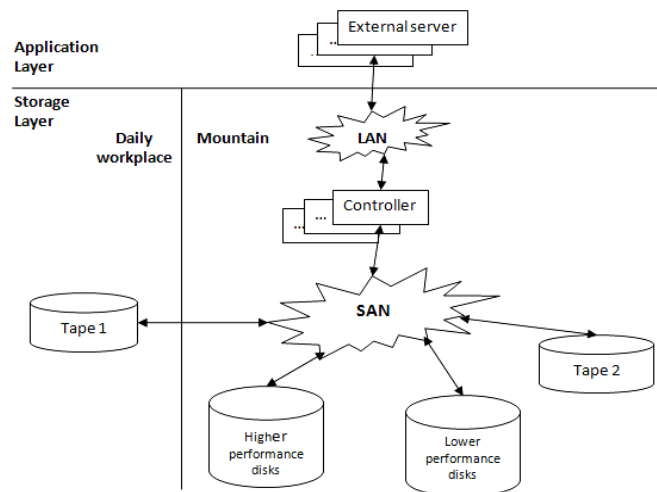 External server
...
...
Application
Layer
Storage
Layer
Daily
workplace
Mountain
LAN
Controller
...
...
SAN
Tape 1
Tape 2
Higher
performance
disks
Lower
performance
disks